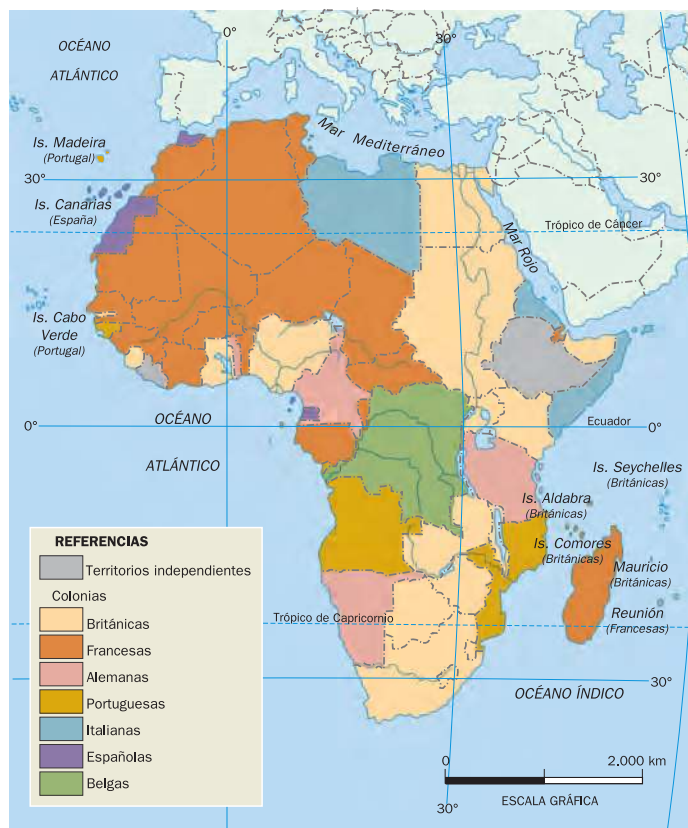 OCÉANO
ATLÁNTICO
0°
30°
Mar Mediterráneo
Is. Madeira
(Portugal)
30°
30°
Is. Canarias
(España)
Trópico de Cáncer
Mar Rojo
Is. Cabo
Verde
(Portugal)
OCÉANO
ATLÁNTICO
0°
Ecuador
0°
Is. Seychelles
(Británicas)
Is. Aldabra
(Británicas)
Is. Comores
(Británicas)
Mauricio
(Británicas)
Reunión
(Francesas)
Trópico de Capricornio
30°
OCÉANO ÍNDICO
REFERENCIAS
Territorios independientes
Colonias
Británicas
Francesas
Alemanas
Portuguesas
Italianas
Españolas
Belgas
0
2.000 km
ESCALA GRÁFICA
30°